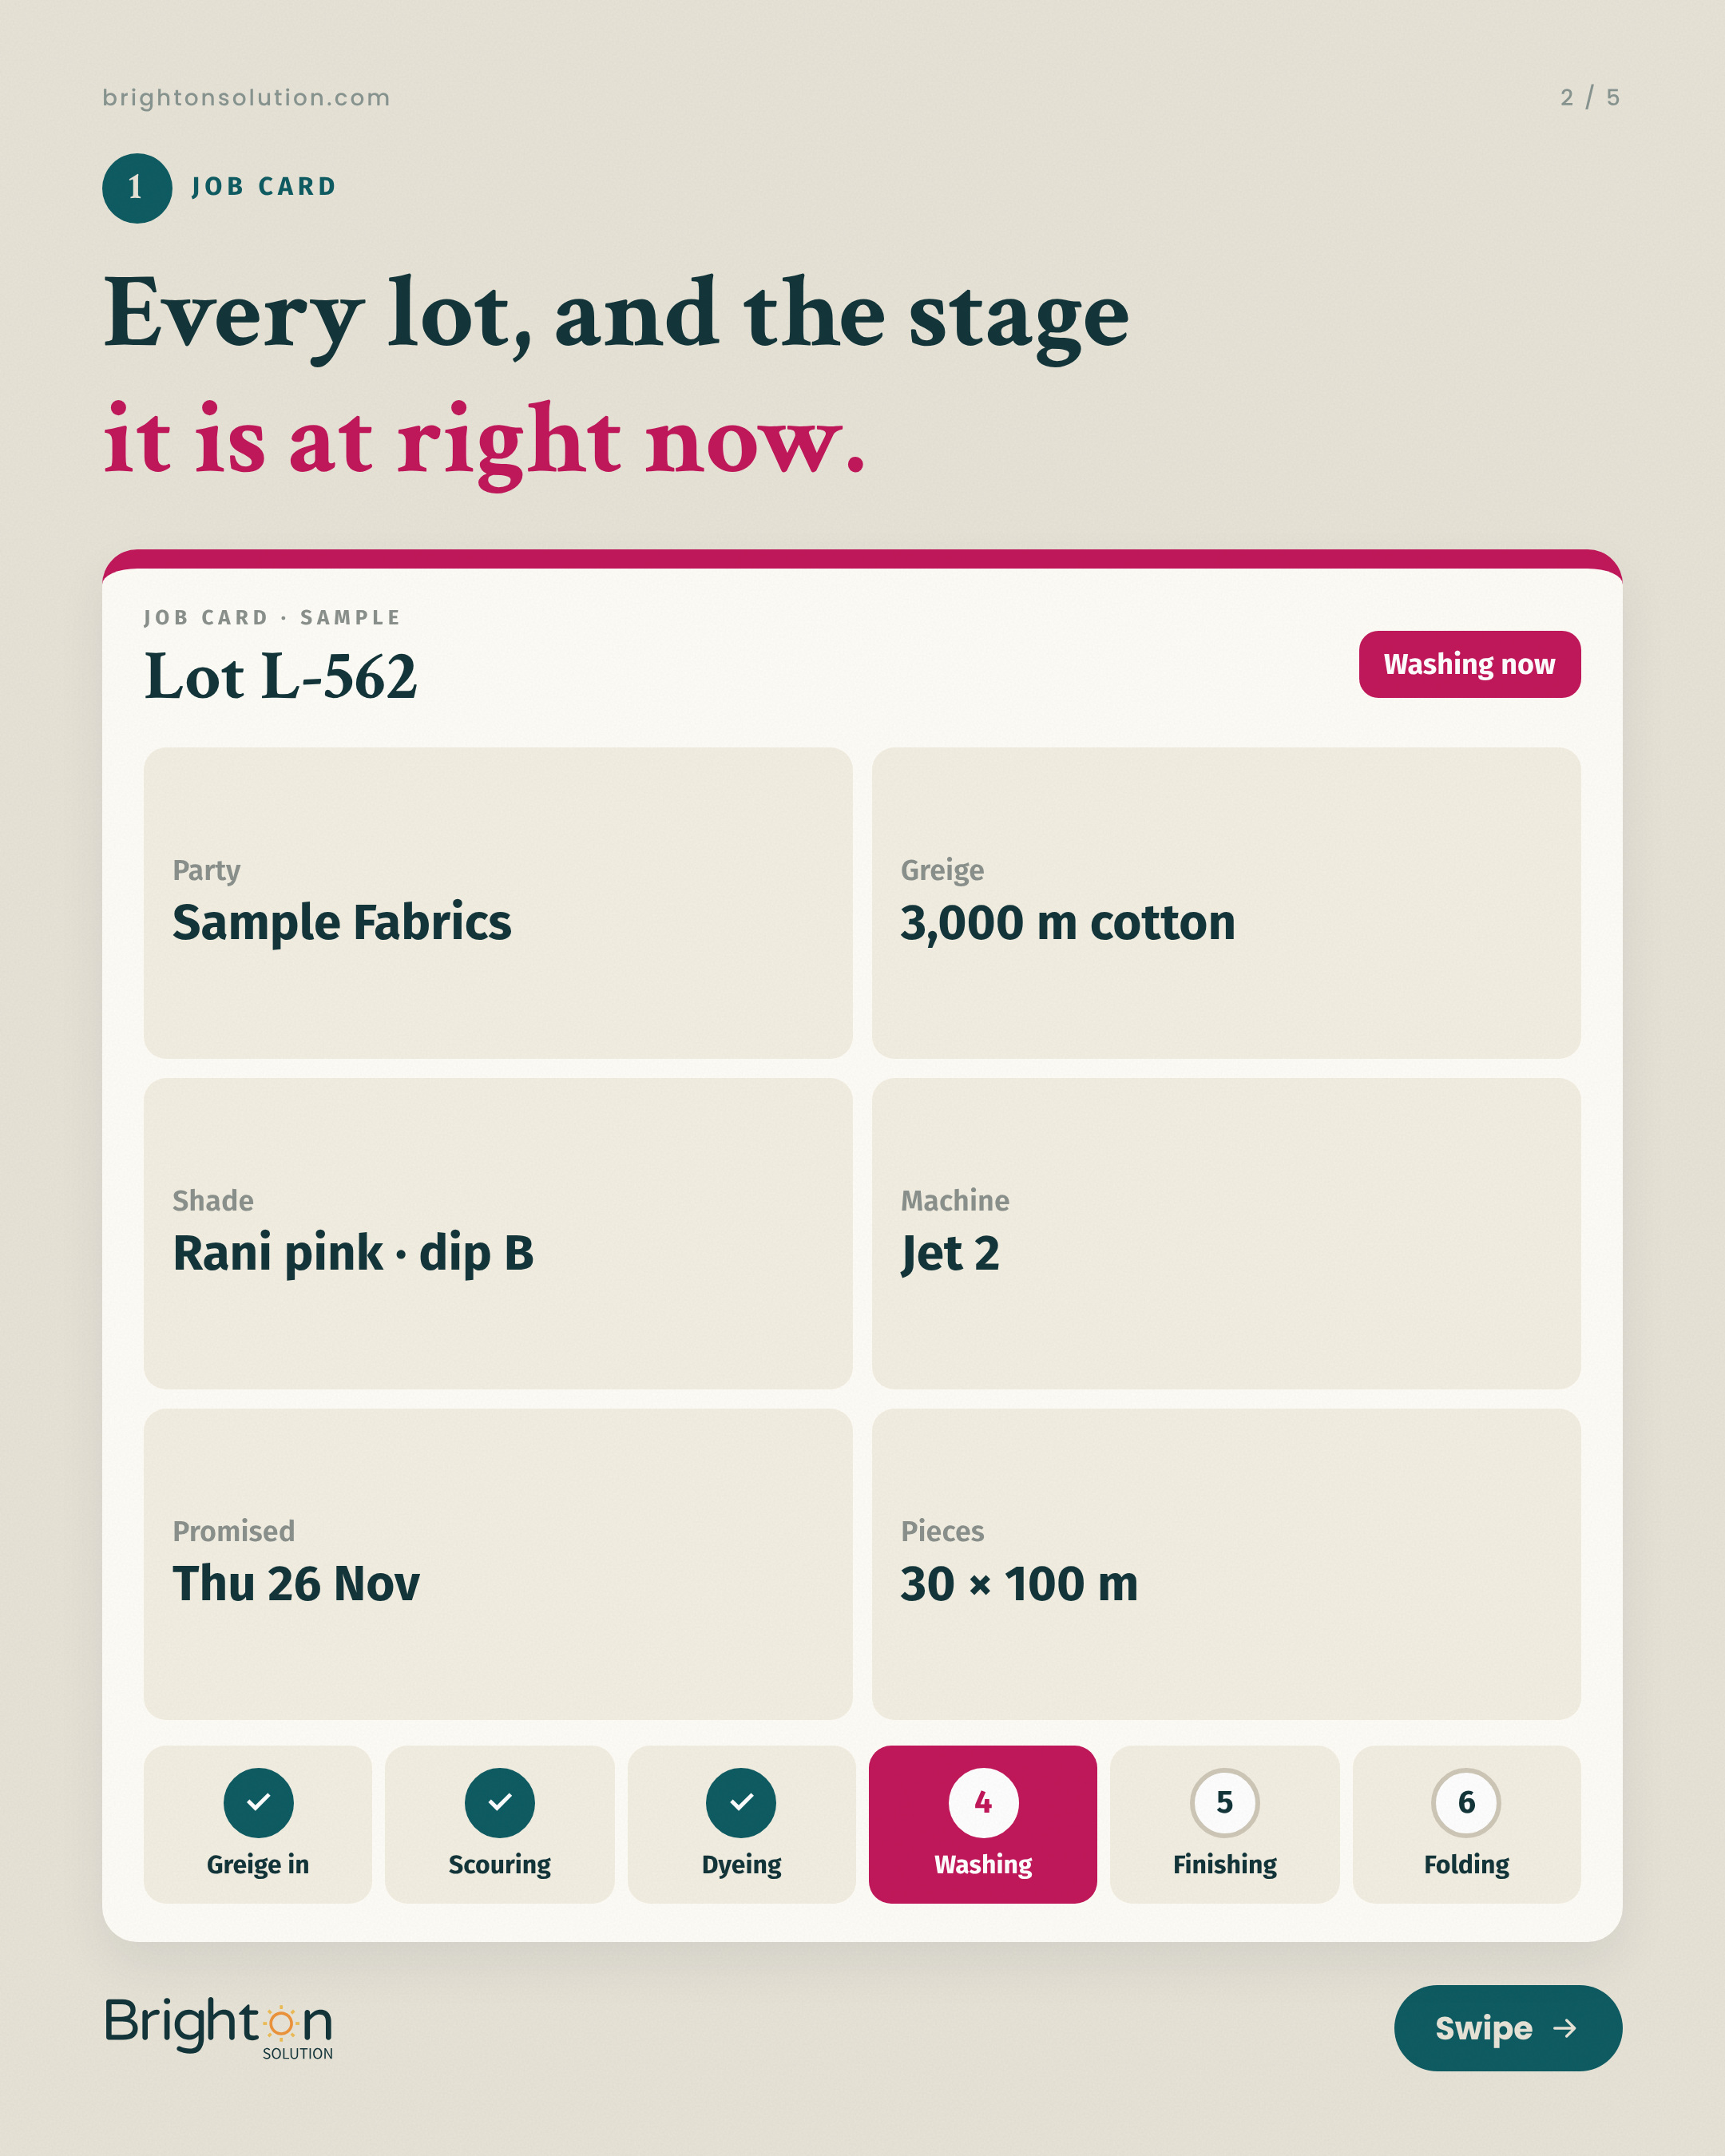 brightonsolution.com
2 / 5
1
JOB CARD
Every lot, and the stage
it is at right now.
JOB CARD · SAMPLE
Lot L-562
Washing now
Party
Sample Fabrics
Greige
3,000 m cotton
Shade
Rani pink · dip B
Machine
Jet 2
Promised
Thu 26 Nov
Pieces
30 × 100 m
Greige in
Scouring
Dyeing
4
Washing
5
Finishing
6
Folding
Brighton
SOLUTION
Swipe →